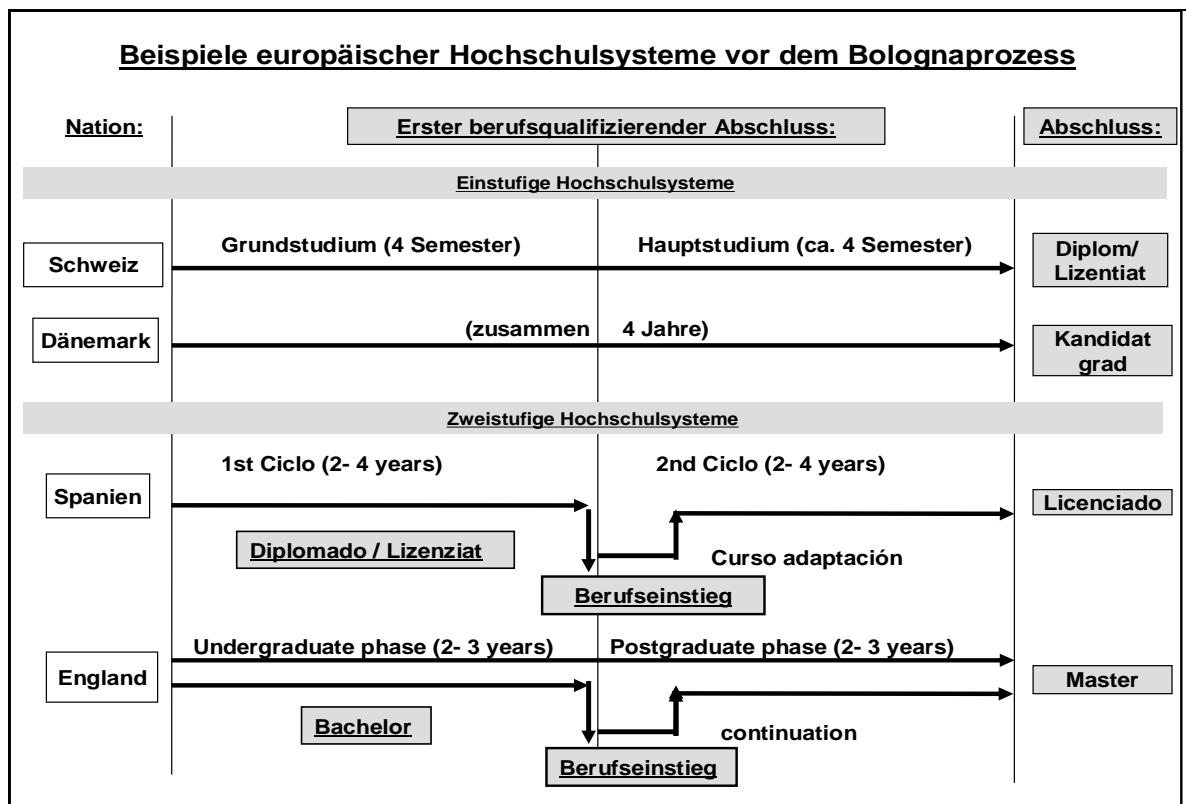 Beispiele europäischer Hochschulsysteme vor dem Bolognaprozess
Nation:
Erster berufsqualifizierender Abschluss:
Abschluss:
Einstufige Hochschulsysteme
Schweiz
Grundstudium (4 Semester)
Hauptstudium (ca. 4 Semester)
Diplom/
Lizentiat
Dänemark
(zusammen 4 Jahre)
Kandidat
grad
Zweistufige Hochschulsysteme
Spanien
1st Ciclo (2- 4 years)
2nd Ciclo (2- 4 years)
Licenciado
Diplomado / Lizenziat
Curso adaptación
Berufseinstieg
England
Undergraduate phase (2- 3 years)
Postgraduate phase (2- 3 years)
Master
Bachelor
continuation
Berufseinstieg